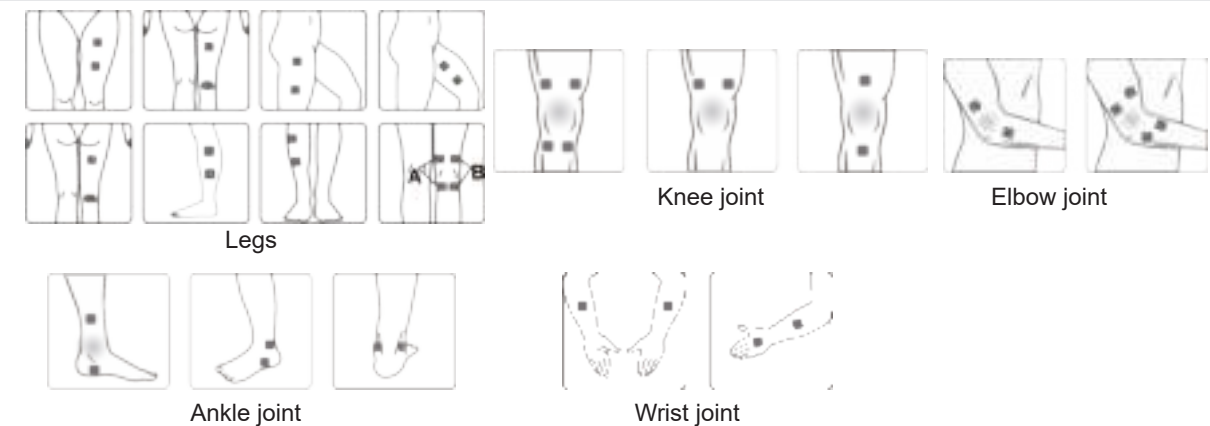 A
B
Knee joint
Elbow joint
Legs
Ankle joint
Wrist joint